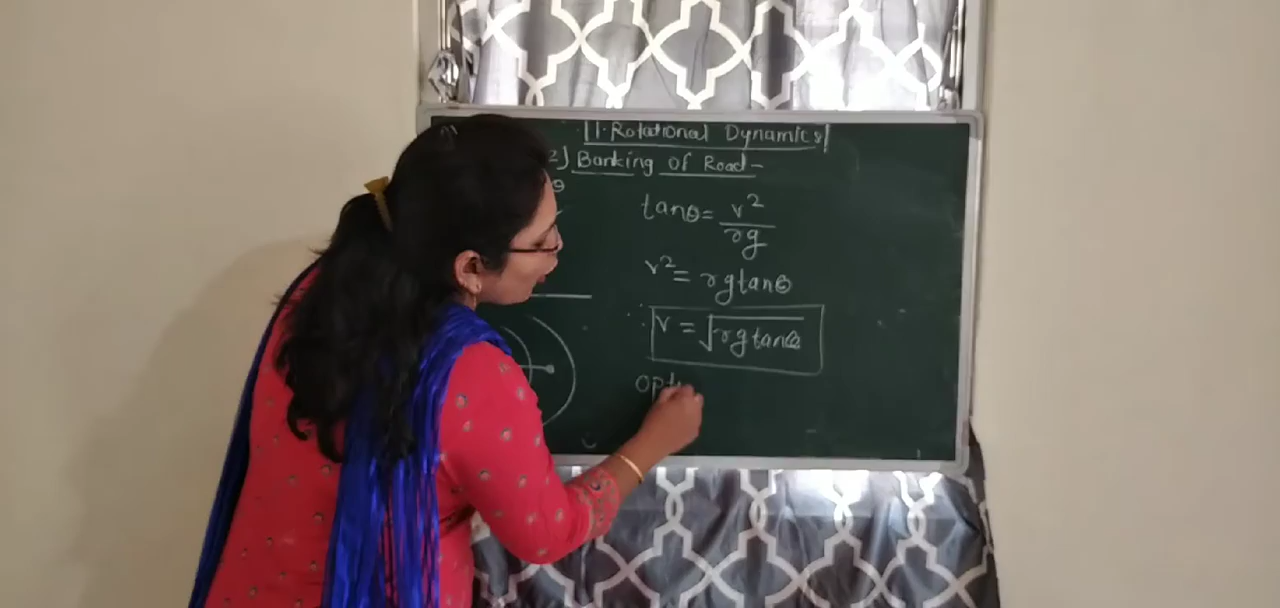 1. Rotational Dynamics
2) Banking of Road -
θ
tanθ = v²/rg
v² = rg tanθ
∴ v = √rg tanθ
opt